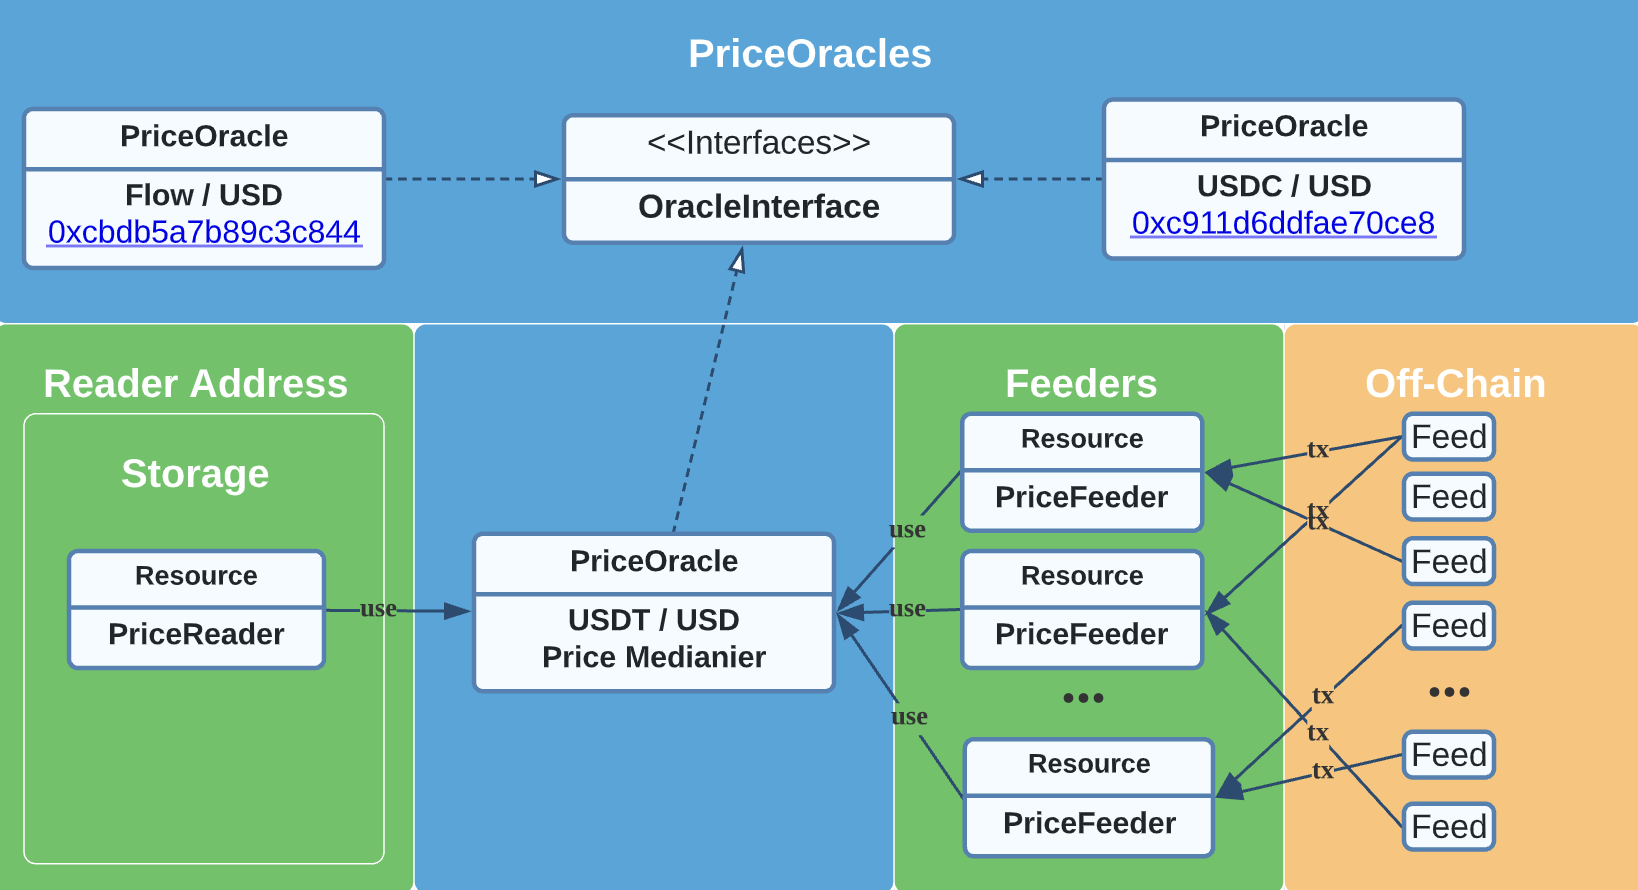 PriceOracles
PriceOracle
Flow / USD
0xcbdb5a7b89c3c844
<<Interfaces>>
OracleInterface
PriceOracle
USDC / USD
0xc911d6ddfae70ce8
Reader Address
Storage
Resource
PriceReader
use
PriceOracle
USDT / USD
Price Medianier
use
use
use
Feeders
Resource
PriceFeeder
Resource
PriceFeeder
•••
Resource
PriceFeeder
tx
tx
tx
tx
tx
tx
Off-Chain
Feed
Feed
Feed
Feed
•••
Feed
Feed